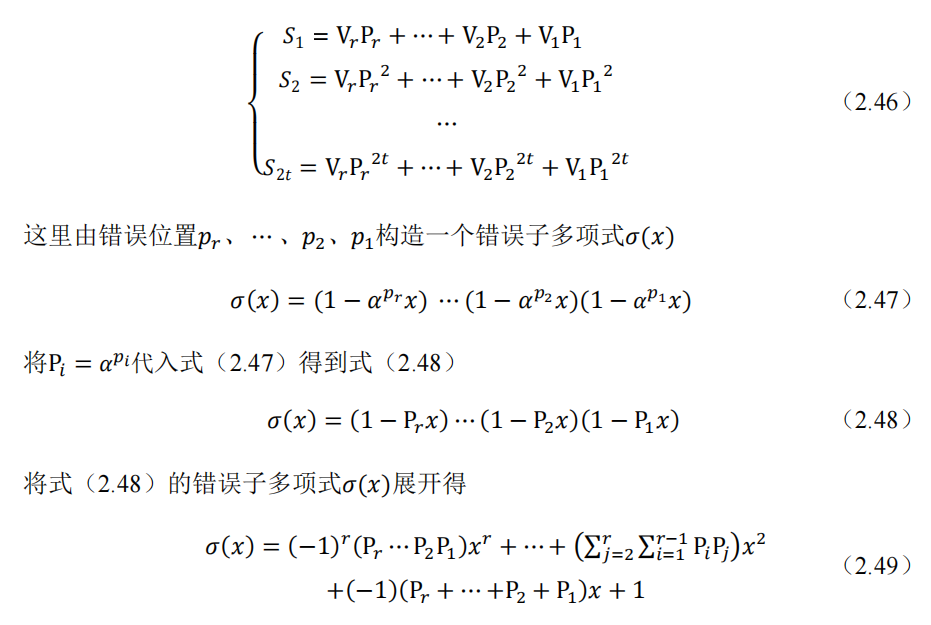 S₁ = VᵣPᵣ + ⋯ + V₂P₂ + V₁P₁
S₂ = VᵣPᵣ² + ⋯ + V₂P₂² + V₁P₁² （2.46）
⋯
S₂ₜ = VᵣPᵣ²ᵗ + ⋯ + V₂P₂²ᵗ + V₁P₁²ᵗ
这里由错误位置pᵣ、⋯、p₂、p₁构造一个错误子多项式σ(x)
σ(x) = (1 − α^{pᵣ}x) ⋯(1 − α^{p₂}x)(1 − α^{p₁}x) （2.47）
将Pᵢ = α^{pᵢ}代入式（2.47）得到式（2.48）
σ(x) = (1 − Pᵣx) ⋯ (1 − P₂x)(1 − P₁x) （2.48）
将式（2.48）的错误子多项式σ(x)展开得
σ(x) = (−1)ʳ(Pᵣ ⋯ P₂P₁)xʳ + ⋯ + (∑_{j=2}^{r} ∑_{i=1}^{r−1} PᵢPⱼ)x² （2.49）
+(−1)(Pᵣ + ⋯ +P₂ + P₁)x + 1